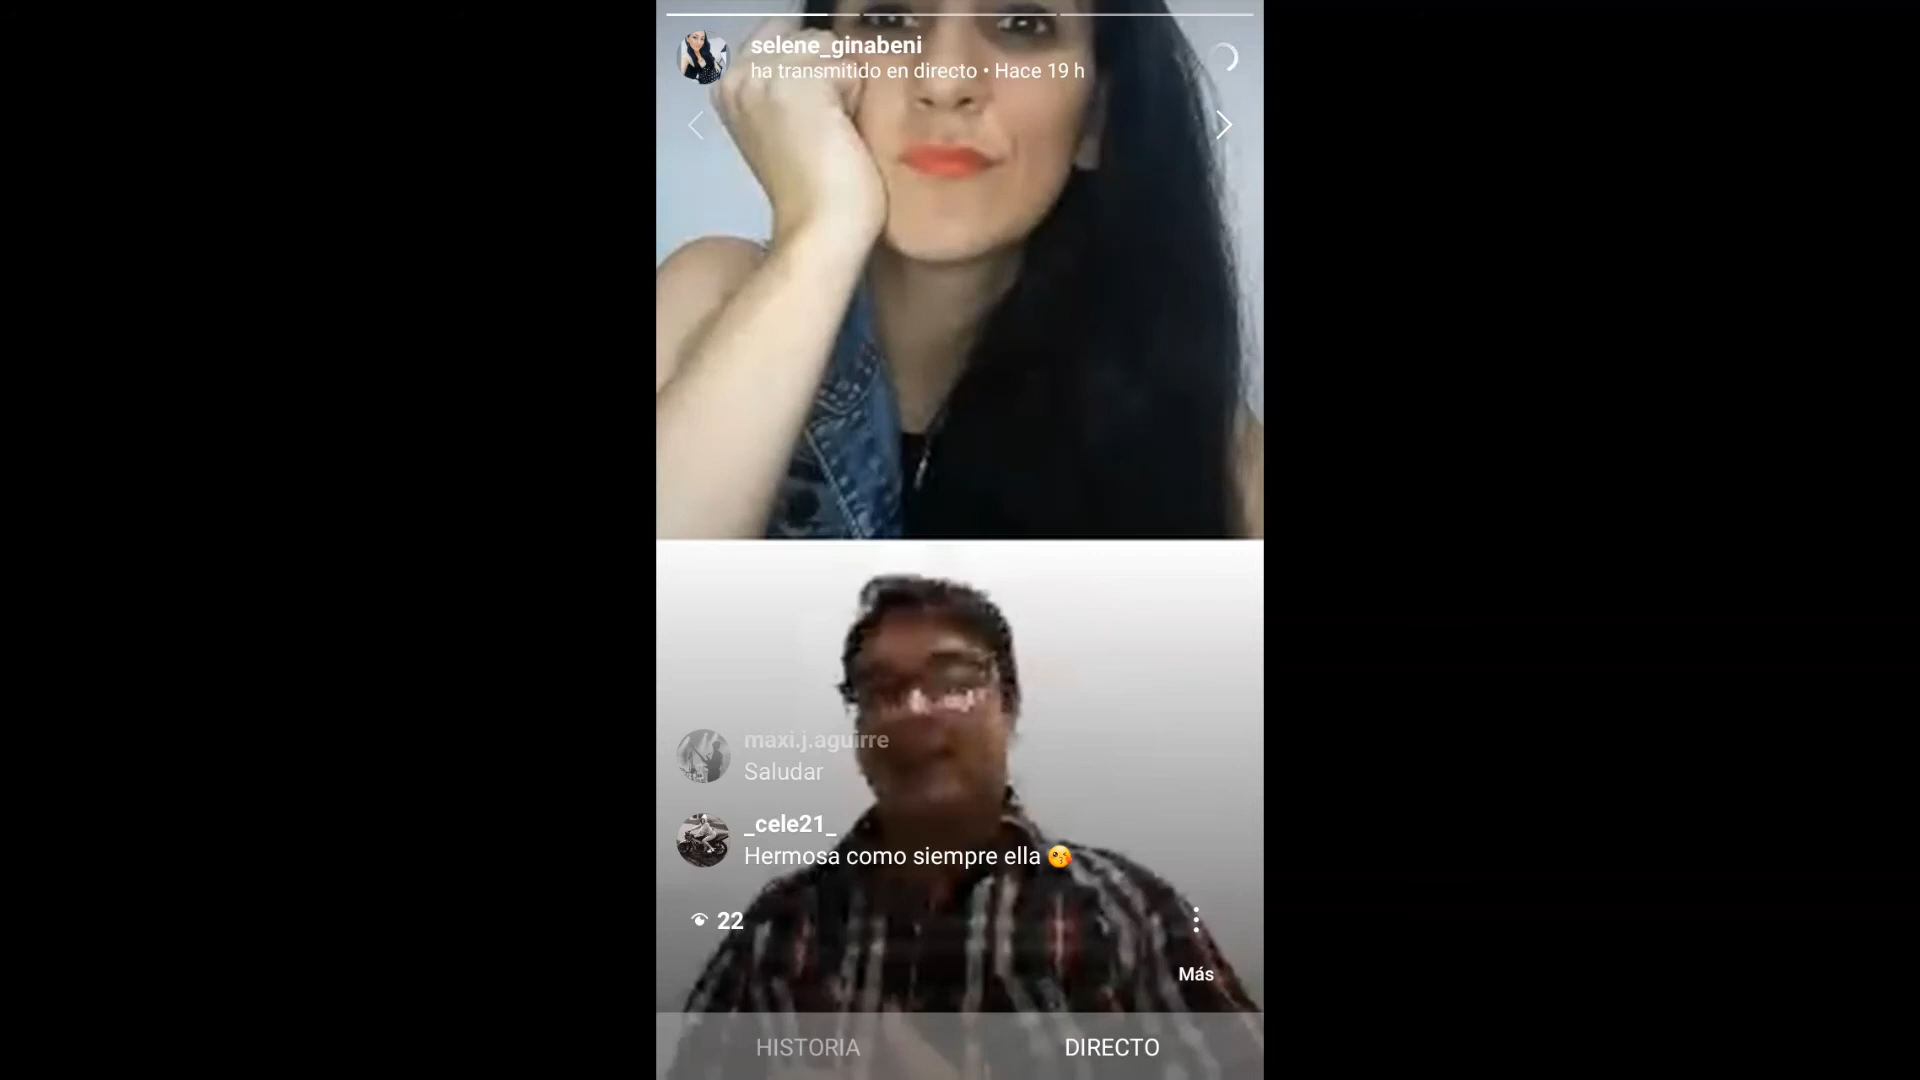 selene_ginabeni
ha transmitido en directo • Hace 19 h
maxi.j.aguirre
Saludar
_cele21_
Hermosa como siempre ella 😘
22
Más
HISTORIA
DIRECTO